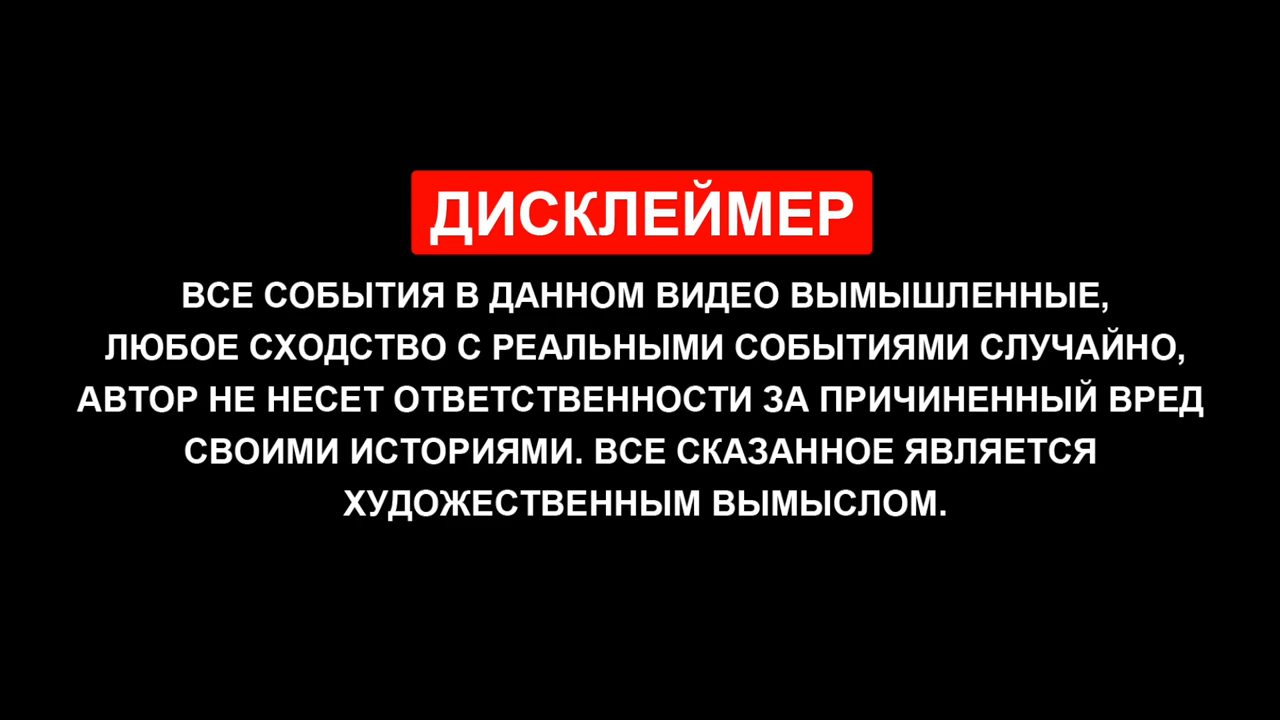 ДИСКЛЕЙМЕР
ВСЕ СОБЫТИЯ В ДАННОМ ВИДЕО ВЫМЫШЛЕННЫЕ,
ЛЮБОЕ СХОДСТВО С РЕАЛЬНЫМИ СОБЫТИЯМИ СЛУЧАЙНО,
АВТОР НЕ НЕСЕТ ОТВЕТСТВЕННОСТИ ЗА ПРИЧИНЕННЫЙ ВРЕД
СВОИМИ ИСТОРИЯМИ. ВСЕ СКАЗАННОЕ ЯВЛЯЕТСЯ
ХУДОЖЕСТВЕННЫМ ВЫМЫСЛОМ.